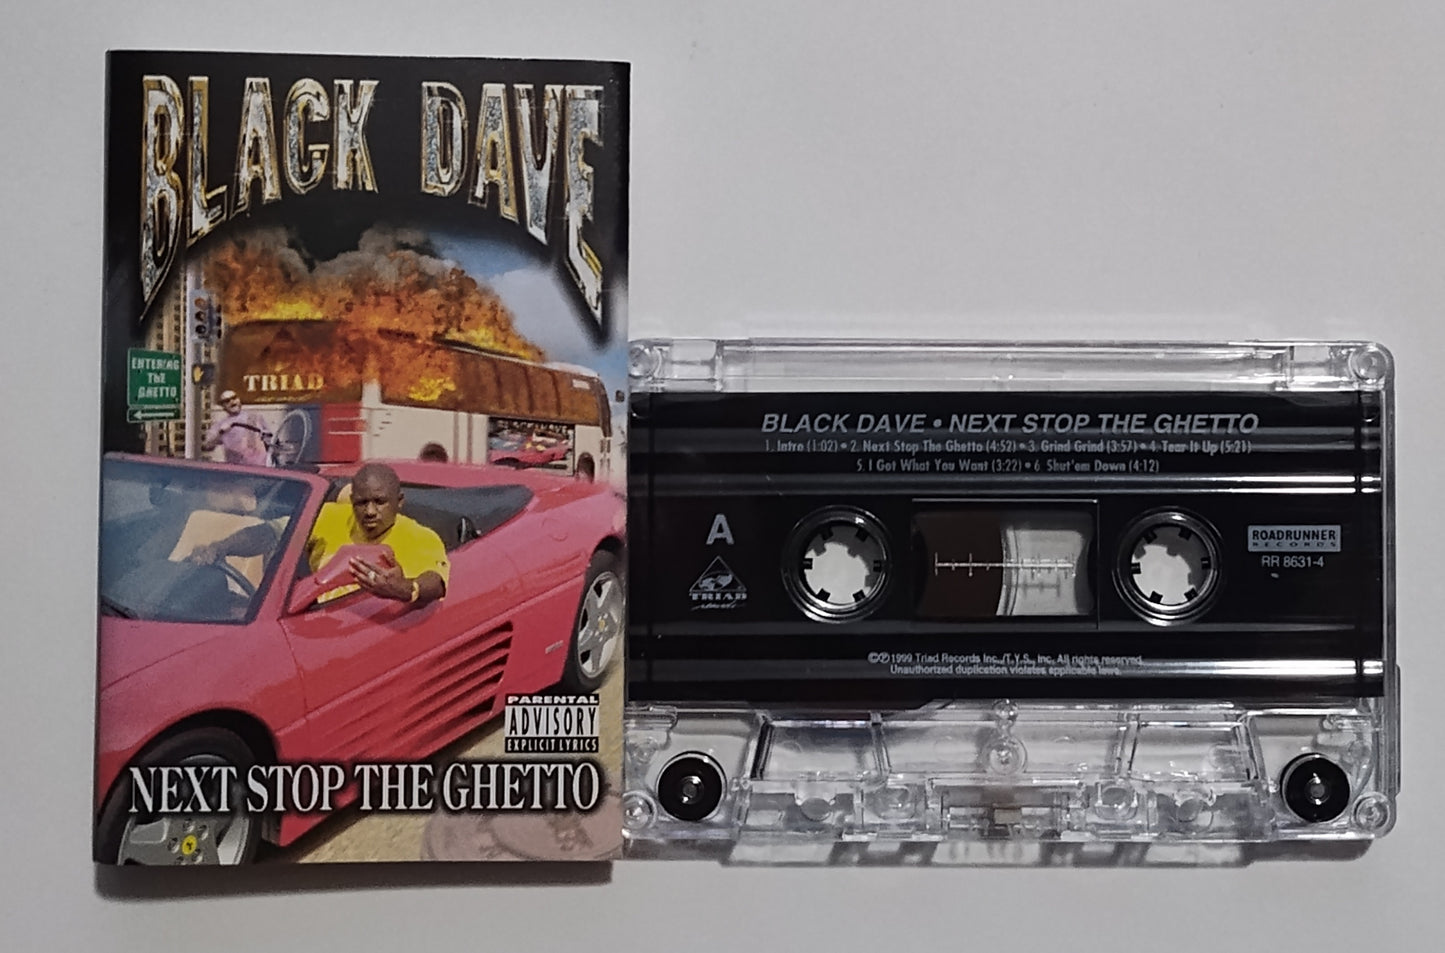 BLACK DAVE
ENTERING
THE
GHETTO
TRIAD
PARENTAL
ADVISORY
EXPLICIT LYRICS
NEXT STOP THE GHETTO
BLACK DAVE • NEXT STOP THE GHETTO
1. Intro (1:02) • 2. Next Stop The Ghetto (4:52) • 3. Grind Grind (3:57) • 4. Tear It Up (5:21)
5. I Got What You Want (3:22) • 6. Shut'em Down (4:12)
A
TRIAD
records
ROADRUNNER
RECORDS
RR 8631-4
©℗1999 Triad Records Inc./T.Y.S., Inc. All rights reserved.
Unauthorized duplication violates applicable laws.